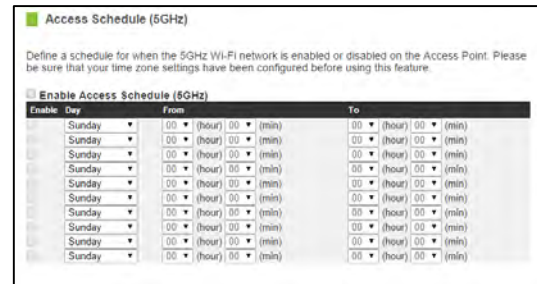 Access Schedule (5GHz)
Define a schedule for when the 5GHz Wi-Fi network is enabled or disabled on the Access Point. Please
be sure that your time zone settings have been configured before using this feature.
Enable Access Schedule (5GHz)
Enable Day From To
Sunday 00 (hour) 00 (min) 00 (hour) 00 (min)
Sunday 00 (hour) 00 (min) 00 (hour) 00 (min)
Sunday 00 (hour) 00 (min) 00 (hour) 00 (min)
Sunday 00 (hour) 00 (min) 00 (hour) 00 (min)
Sunday 00 (hour) 00 (min) 00 (hour) 00 (min)
Sunday 00 (hour) 00 (min) 00 (hour) 00 (min)
Sunday 00 (hour) 00 (min) 00 (hour) 00 (min)
Sunday 00 (hour) 00 (min) 00 (hour) 00 (min)
Sunday 00 (hour) 00 (min) 00 (hour) 00 (min)
Sunday 00 (hour) 00 (min) 00 (hour) 00 (min)